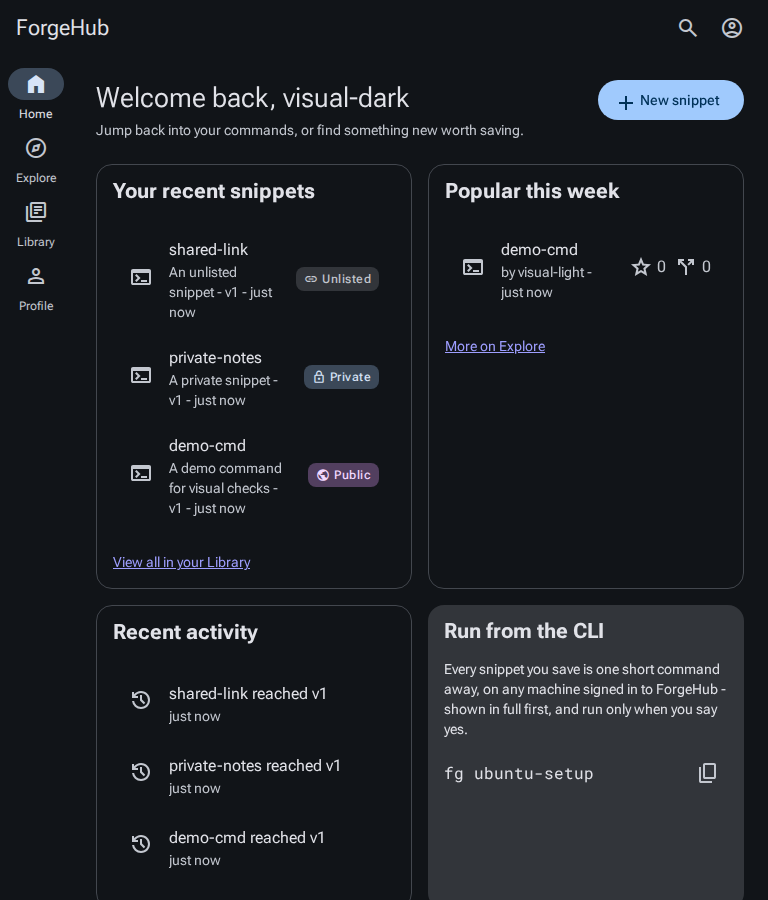 ForgeHub
Home
Explore
Library
Profile
Welcome back, visual-dark
Jump back into your commands, or find something new worth saving.
New snippet
Your recent snippets
shared-link
An unlisted
snippet - v1 - just
now
Unlisted
private-notes
A private snippet -
v1 - just now
Private
demo-cmd
A demo command
for visual checks -
v1 - just now
Public
View all in your Library
Popular this week
demo-cmd
by visual-light -
just now
0
0
More on Explore
Recent activity
shared-link reached v1
just now
private-notes reached v1
just now
demo-cmd reached v1
just now
Run from the CLI
Every snippet you save is one short command
away, on any machine signed in to ForgeHub -
shown in full first, and run only when you say
yes.
fg ubuntu-setup